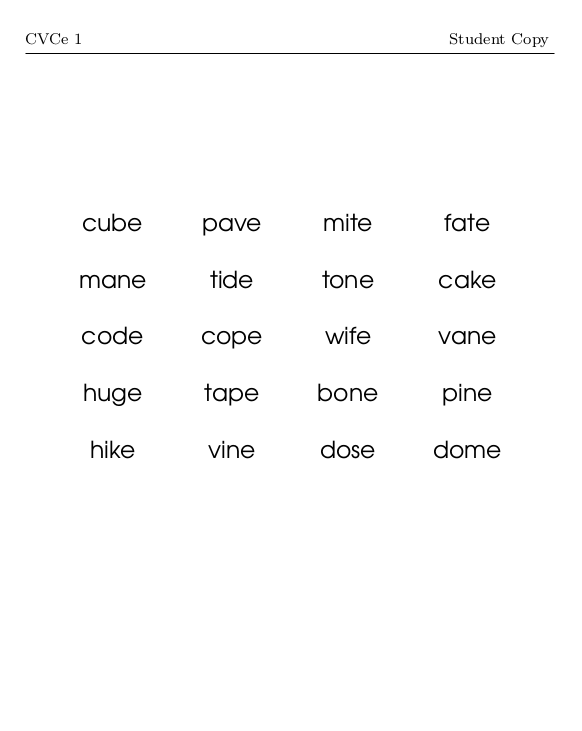 CVCe 1 Student Copy
cube pave mite fate
mane tide tone cake
code cope wife vane
huge tape bone pine
hike vine dose dome